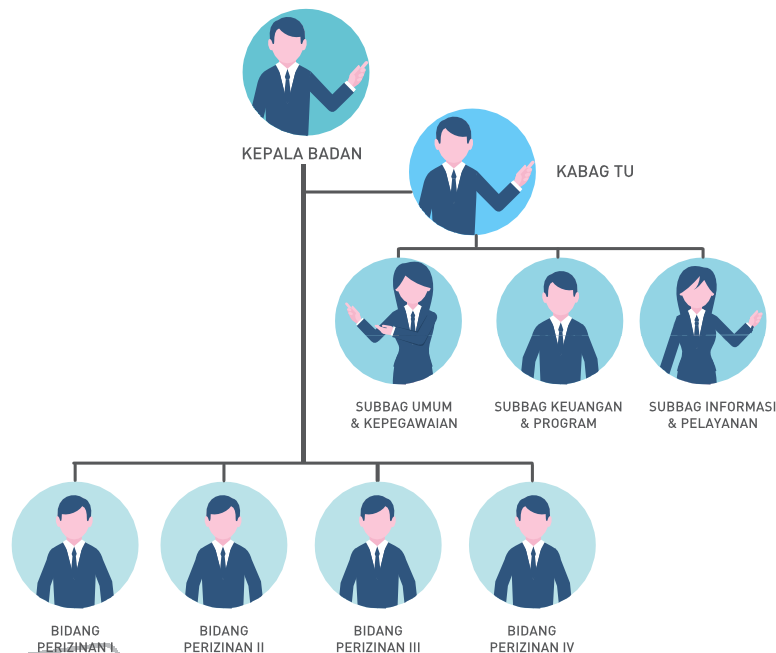 KEPALA BADAN
KABAG TU
SUBBAG UMUM
& KEPEGAWAIAN
SUBBAG KEUANGAN
& PROGRAM
SUBBAG INFORMASI
& PELAYANAN
BIDANG
PERIZINAN I
BIDANG
PERIZINAN II
BIDANG
PERIZINAN III
BIDANG
PERIZINAN IV